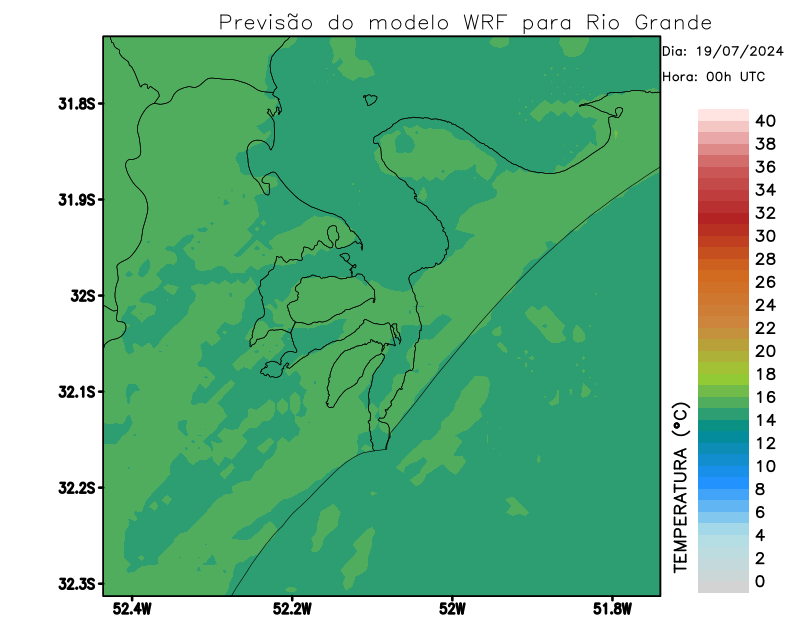 Previsão do modelo WRF para Rio Grande
Dia: 19/07/2024
Hora: 00h UTC
31.8S
31.9S
32S
32.1S
32.2S
32.3S
52.4W
52.2W
52W
51.8W
TEMPERATURA (°C)
40
38
36
34
32
30
28
26
24
22
20
18
16
14
12
10
8
6
4
2
0